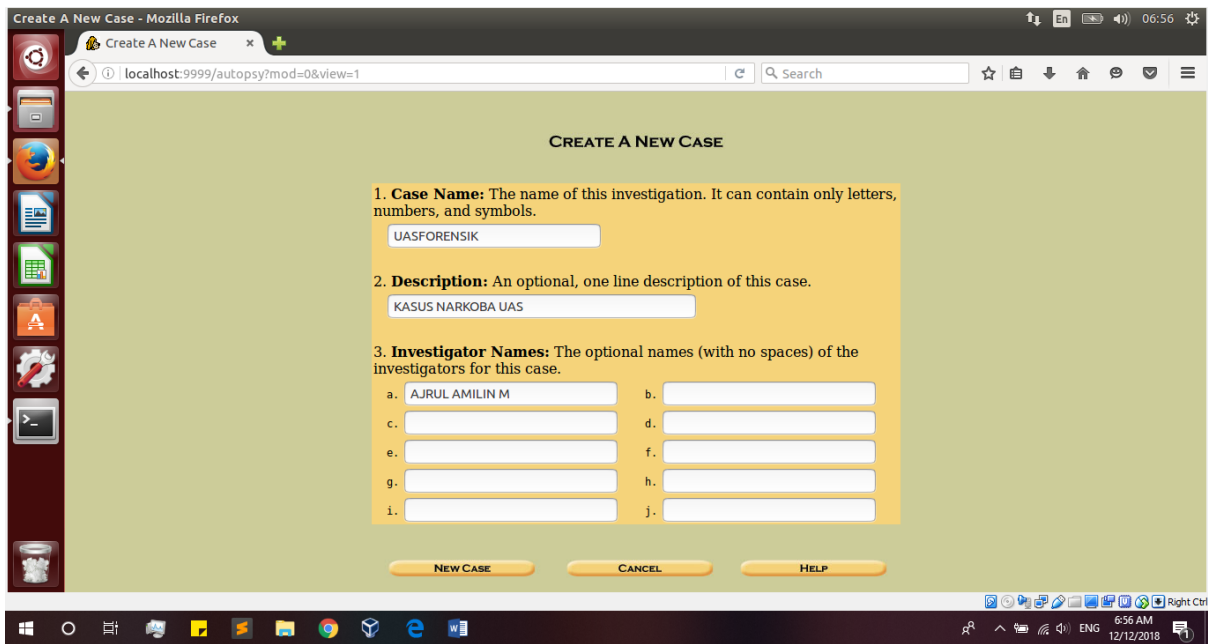 Create A New Case - Mozilla Firefox
En
06:56
Create A New Case
localhost:9999/autopsy?mod=0&view=1
Search
CREATE A NEW CASE
1. Case Name: The name of this investigation. It can contain only letters,
numbers, and symbols.
UASFORENSIK
2. Description: An optional, one line description of this case.
KASUS NARKOBA UAS
3. Investigator Names: The optional names (with no spaces) of the
investigators for this case.
a. AJRUL AMILIN M b.
c. d.
e. f.
g. h.
i. j.
NEW CASE CANCEL HELP
Right Ctrl
ENG
6:56 AM
12/12/2018